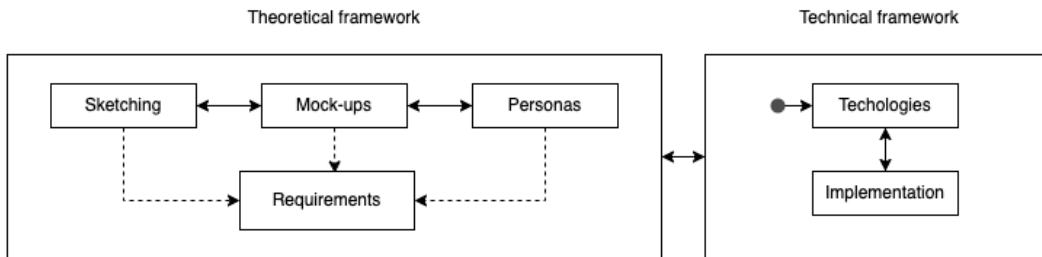 Theoretical framework
Technical framework
Sketching
Mock-ups
Personas
Techologies
Requirements
Implementation